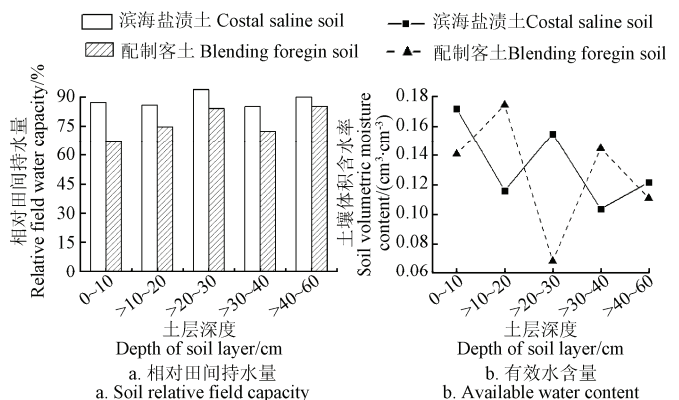 滨海盐渍土 Costal saline soil
配制客土 Blending foregin soil
相对田间持水量
Relative field water capacity/%
90
75
60
45
30
15
0
0~10
>10~20
>20~30
>30~40
>40~60
土层深度
Depth of soil layer/cm
a. 相对田间持水量
a. Soil relative field capacity
滨海盐渍土Costal saline soil
配制客土Blending foregin soil
土壤体积含水率
Soil volumetric moisture
content/(cm³·cm⁻³)
0.18
0.16
0.14
0.12
0.10
0.08
0.06
0~10
>10~20
>20~30
>30~40
>40~60
土层深度
Depth of soil layer/cm
b. 有效水含量
b. Available water content